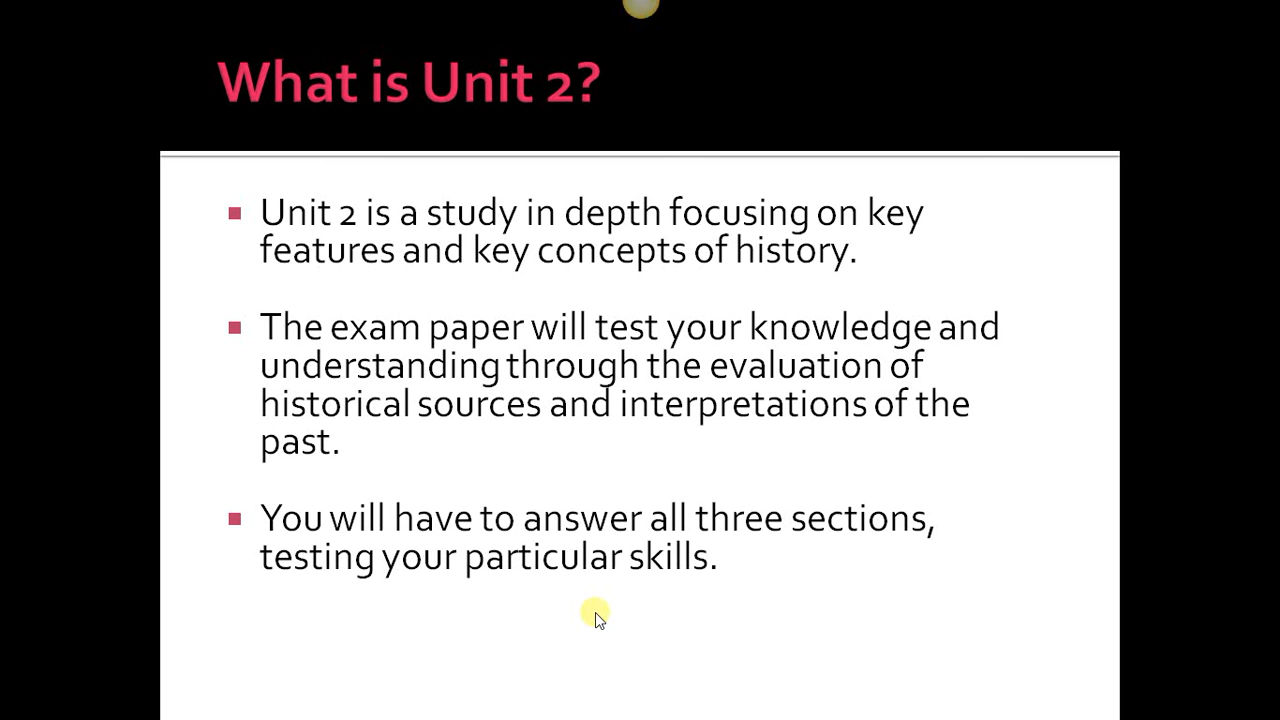 What is Unit 2?
Unit 2 is a study in depth focusing on key
features and key concepts of history.
The exam paper will test your knowledge and
understanding through the evaluation of
historical sources and interpretations of the
past.
You will have to answer all three sections,
testing your particular skills.